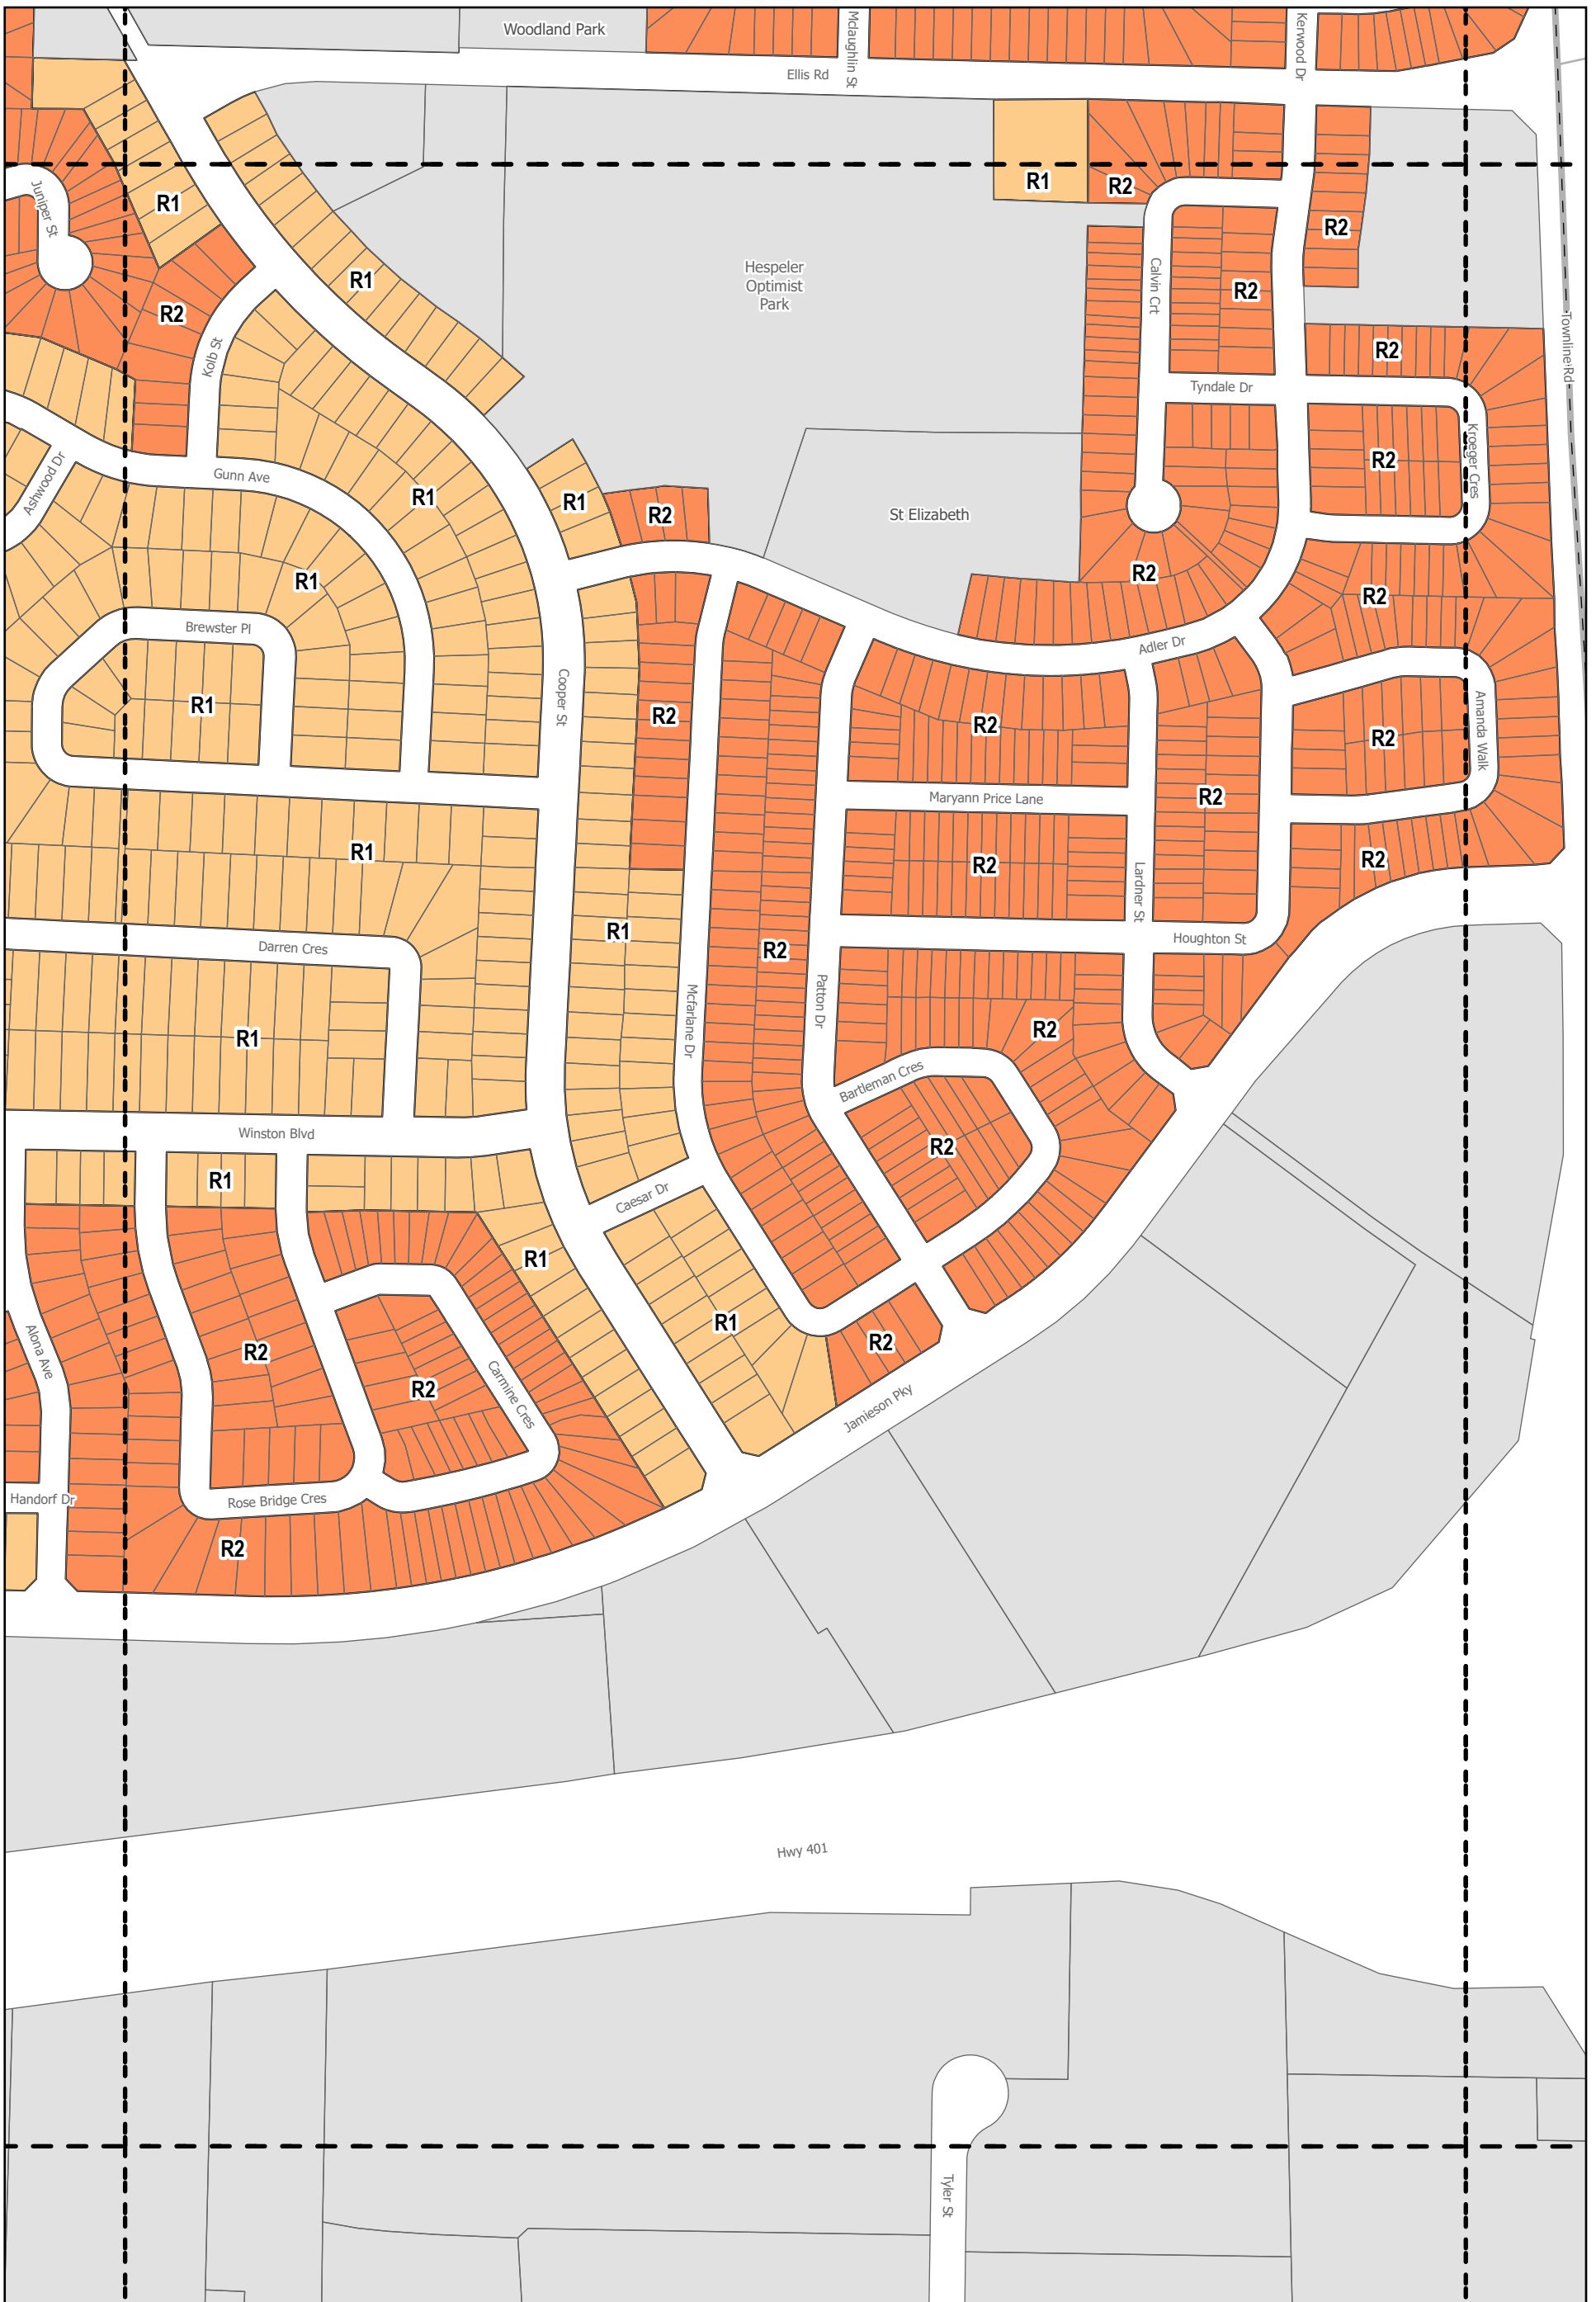 Woodland Park
Mclaughlin St
Kerwood Dr
Ellis Rd
R1
R2
Juniper St
R1
R2
Hespeler
Optimist
Park
R1
Calvin Crt
R2
R2
Kolb St
R2
Townline Rd
Tyndale Dr
Kroeger Cres
R2
Ashwood Dr
Gunn Ave
R1
R1
R2
St Elizabeth
R2
R1
R2
Brewster Pl
Adler Dr
R1
Cooper St
R2
R2
R2
Amanda Walk
Maryann Price Lane
R2
R1
R2
R2
Lardner St
R1
Darren Cres
R2
Houghton St
R1
Mcfarlane Dr
Patton Dr
R2
Bartleman Cres
Winston Blvd
R2
R1
Caesar Dr
R1
R1
R2
Alona Ave
R2
R2
Carmine Cres
Jamieson Pky
Handorf Dr
Rose Bridge Cres
R2
Hwy 401
Tyler St